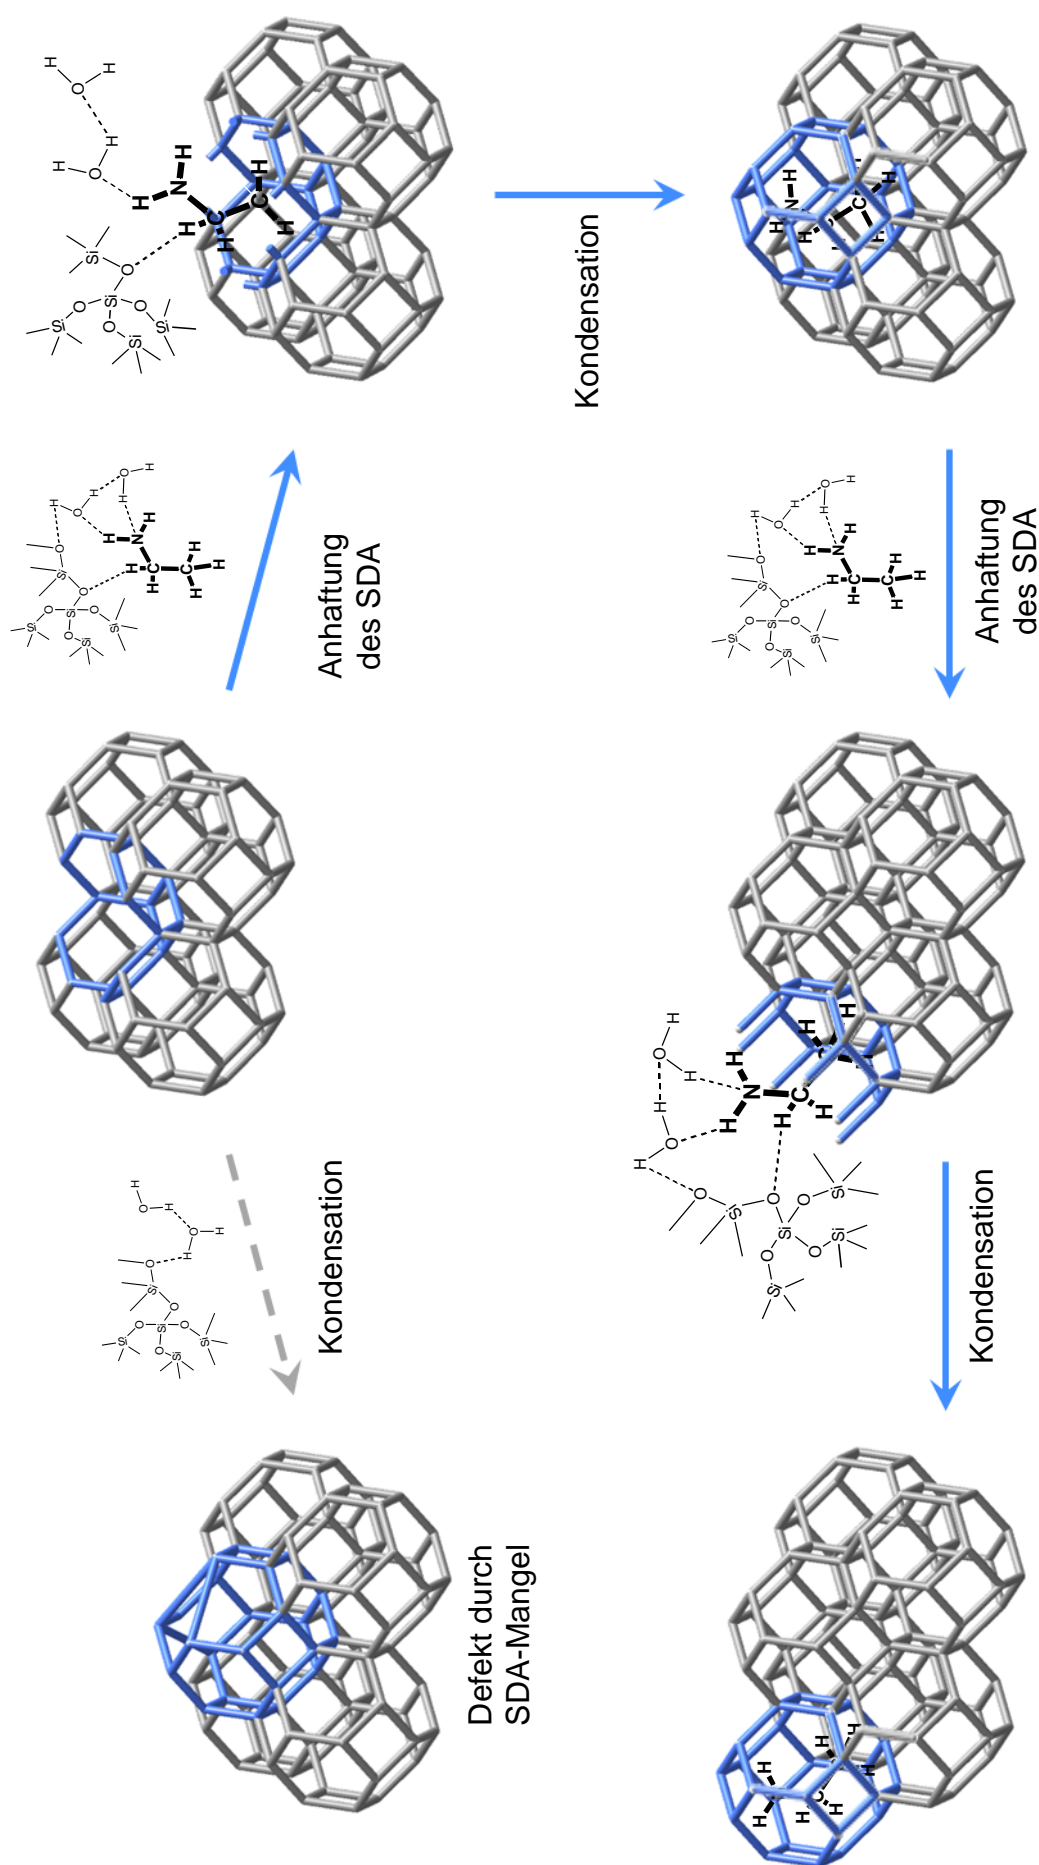 Kondensation
Anhaftung
des SDA
Defekt durch
SDA-Mangel
Kondensation
Kondensation
Anhaftung
des SDA